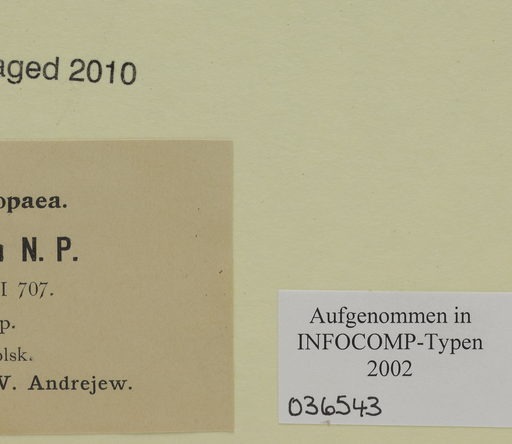 aged 2010
opaea.
N. P.
I 707.
p.
olsk.
W. Andrejew.
Aufgenommen in
INFOCOMP-Typen
2002
036543